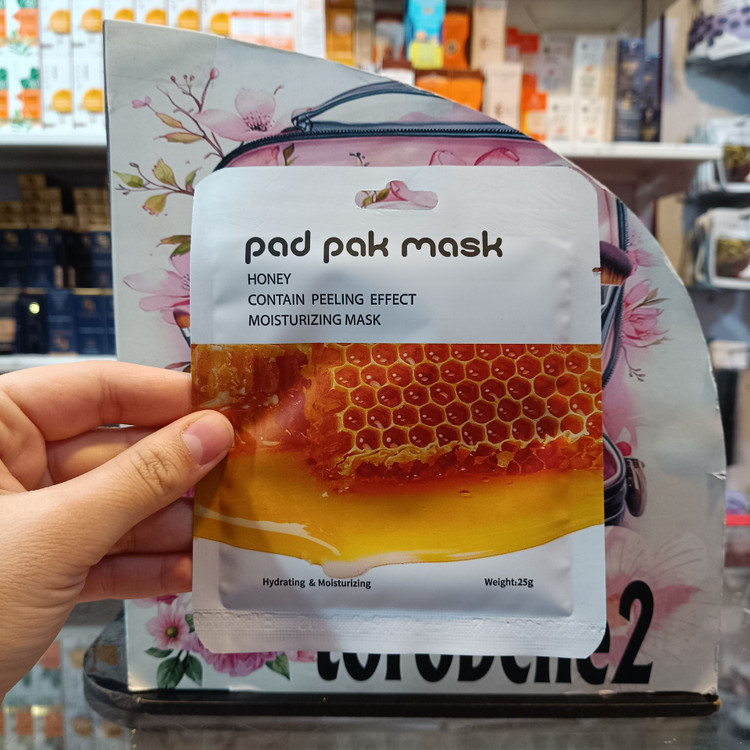 pad pak mask
HONEY
CONTAIN PEELING EFFECT
MOISTURIZING MASK
Hydrating & Moisturizing
Weight:25g